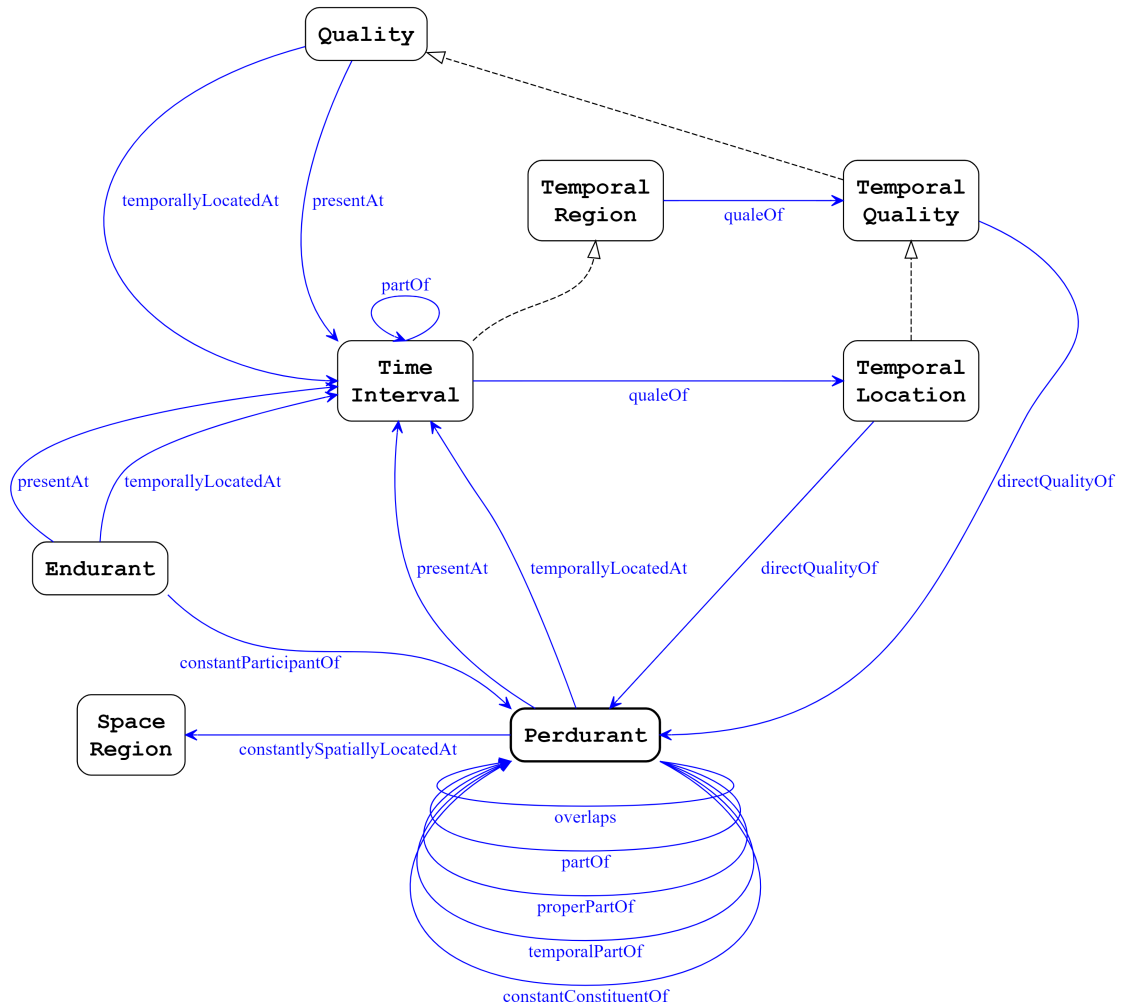 Quality
temporallyLocatedAt
presentAt
Temporal
Region
qualeOf
Temporal
Quality
partOf
Time
Interval
qualeOf
Temporal
Location
presentAt
temporallyLocatedAt
directQualityOf
Endurant
presentAt
temporallyLocatedAt
directQualityOf
constantParticipantOf
Space
Region
constantlySpatiallyLocatedAt
Perdurant
overlaps
partOf
properPartOf
temporalPartOf
constantConstituentOf